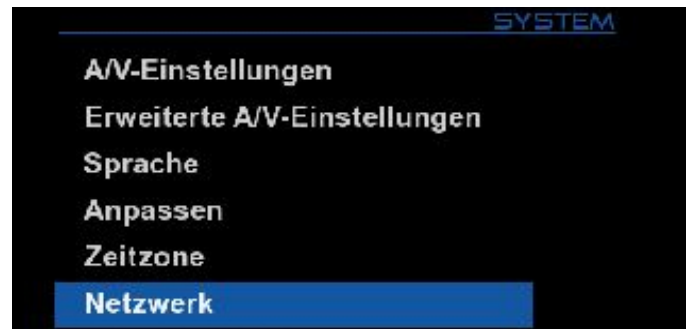 SYSTEM
A/V-Einstellungen
Erweiterte A/V-Einstellungen
Sprache
Anpassen
Zeitzone
Netzwerk